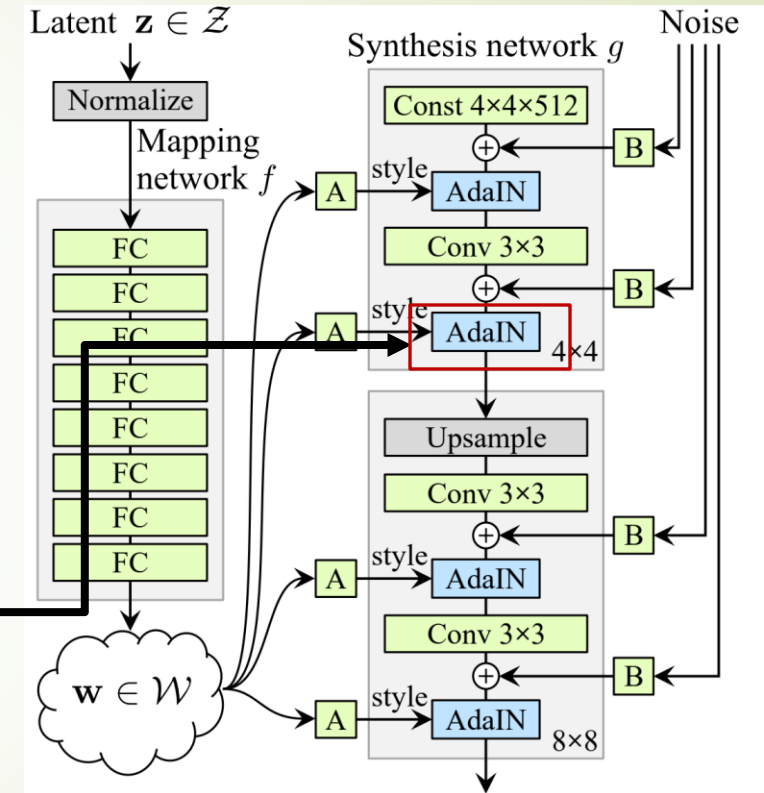 Latent z ∈ Z
Normalize
Mapping
network f
FC
FC
FC
FC
FC
FC
FC
FC
w ∈ W
Synthesis network g
Noise
Const 4×4×512
+
B
A
style
AdaIN
Conv 3×3
+
B
A
style
AdaIN
4×4
Upsample
Conv 3×3
+
B
A
style
AdaIN
Conv 3×3
+
B
A
style
AdaIN
8×8